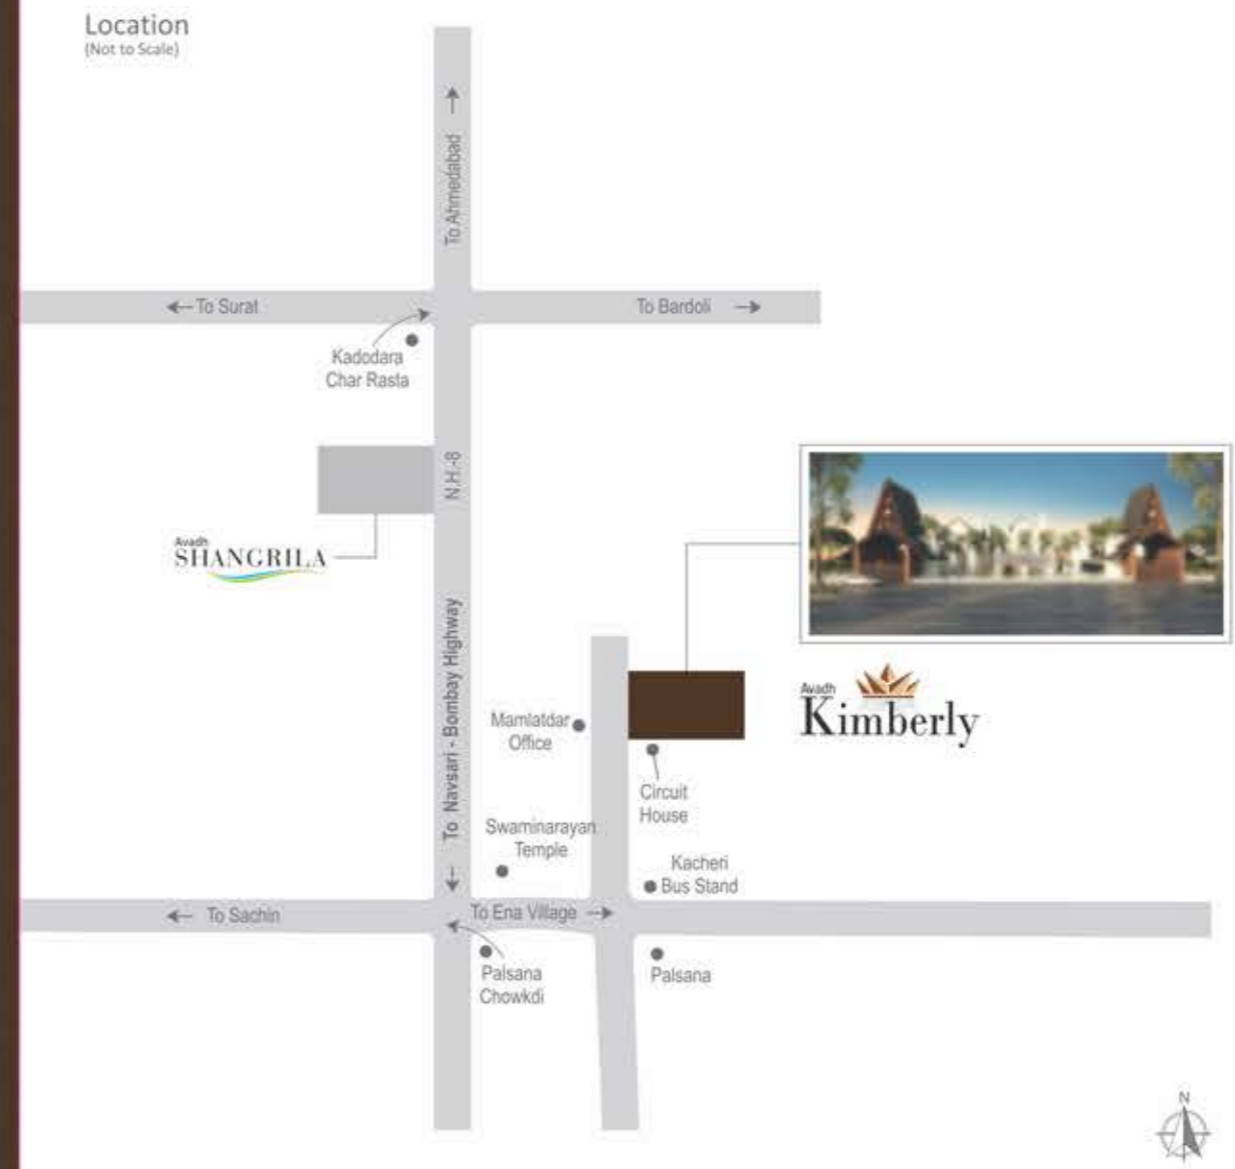 Location
(Not to Scale)
To Ahmedabad
To Surat
To Bardoli
Kadodara
Char Rasta
N.H.-8
Avadh
SHANGRILA
To Navsari - Bombay Highway
Mamlatdar
Office
Avadh
Kimberly
Circuit
House
Swaminarayan
Temple
Kacheri
Bus Stand
To Sachin
To Ena Village
Palsana
Chowkdi
Palsana
N